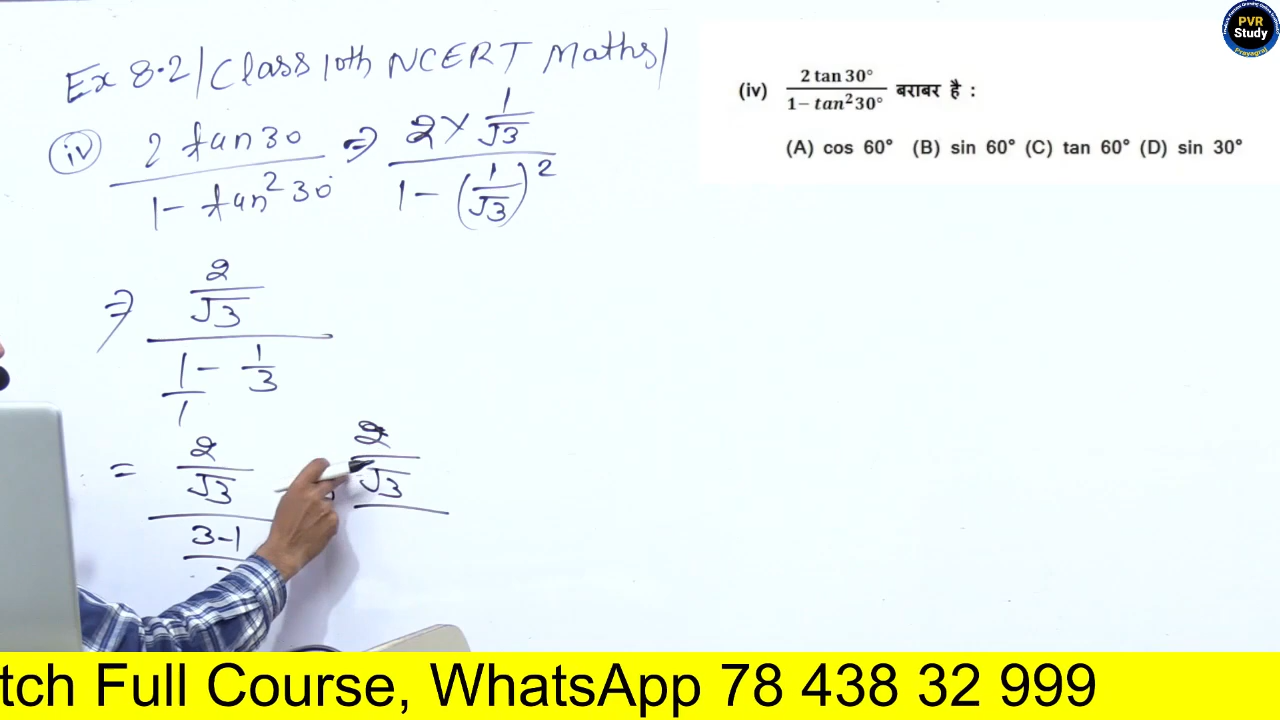 Ex 8.2 | Class 10th NCERT Maths |
(iv) 2 tan 30 / 1 - tan² 30° ⇒ 2 × 1/√3 / 1 - (1/√3)²
⇒ 2/√3 / 1/1 - 1/3
= 2/√3 / 3-1 2/√3
(iv) 2 tan 30° / 1− tan²30° बराबर है :
(A) cos 60° (B) sin 60° (C) tan 60° (D) sin 30°
PVR
Study
Prayagraj
tch Full Course, WhatsApp 78 438 32 999